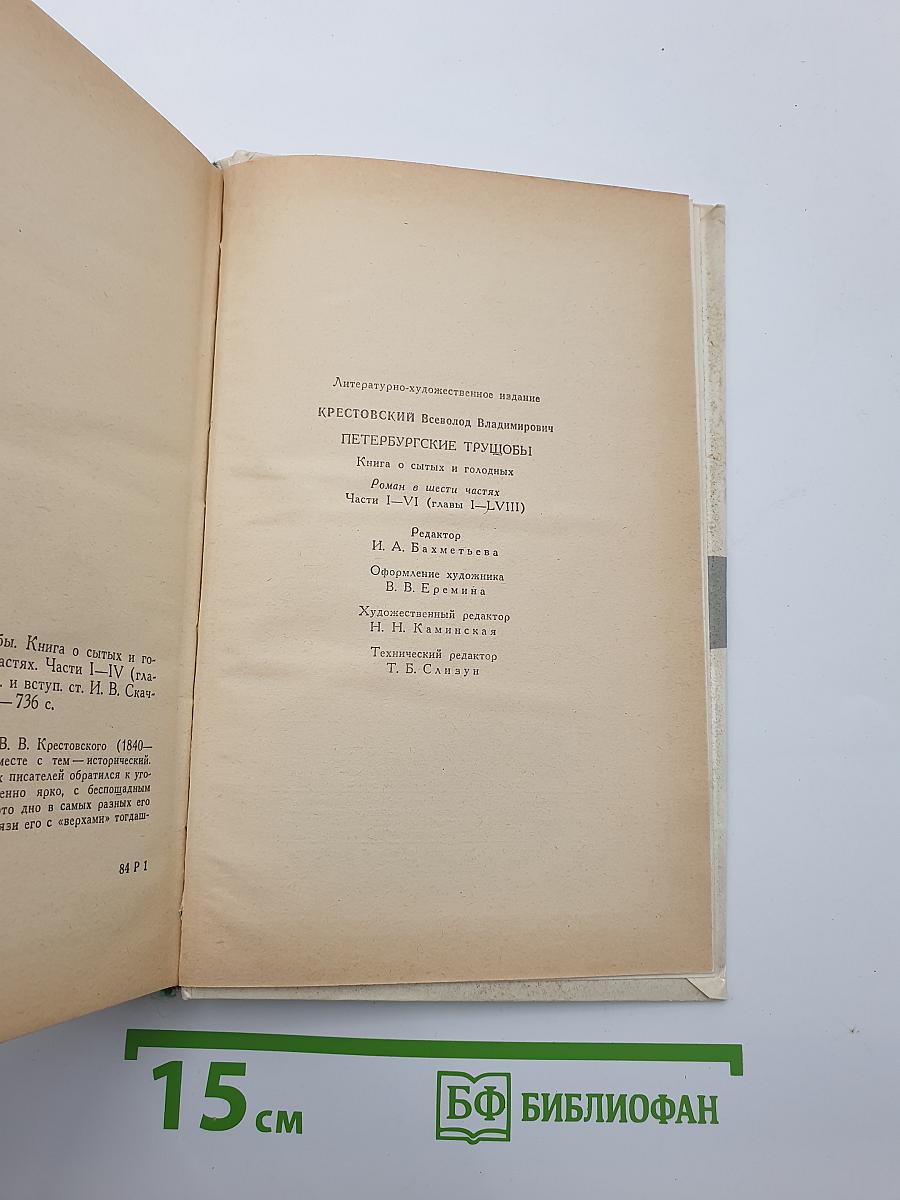 бы. Книга о сытых и го-
астях. Части I—IV (гла-
. и вступ. ст. И. В. Скач-
—736 с.
В. В. Крестовского (1840—
месте с тем—исторический.
х писателей обратился к уго-
енно ярко, с беспощадным
это дно в самых разных его
язи его с «верхами» тогдаш-
84 Р 1
Литературно-художественное издание
КРЕСТОВСКИЙ Всеволод Владимирович
ПЕТЕРБУРГСКИЕ ТРУЩОБЫ
Книга о сытых и голодных
Роман в шести частях
Части I—VI (главы I—LVIII)
Редактор
И. А. Бахметьева
Оформление художника
В. В. Еремина
Художественный редактор
Н. Н. Каминская
Технический редактор
Т. Б. Слизун
15 см
БФ БИБЛИОФАН